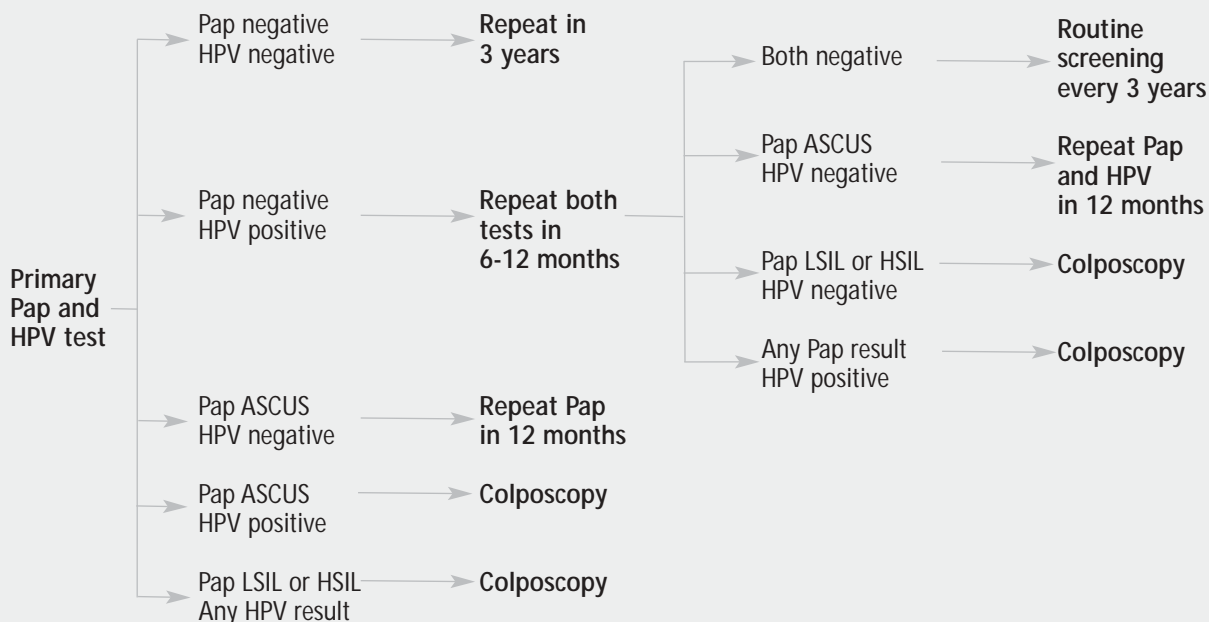 Primary
Pap and
HPV test
Pap negative
HPV negative
Repeat in
3 years
Pap negative
HPV positive
Repeat both
tests in
6-12 months
Both negative
Routine
screening
every 3 years
Pap ASCUS
HPV negative
Repeat Pap
and HPV
in 12 months
Pap LSIL or HSIL
HPV negative
Colposcopy
Any Pap result
HPV positive
Colposcopy
Pap ASCUS
HPV negative
Repeat Pap
in 12 months
Pap ASCUS
HPV positive
Colposcopy
Pap LSIL or HSIL
Any HPV result
Colposcopy